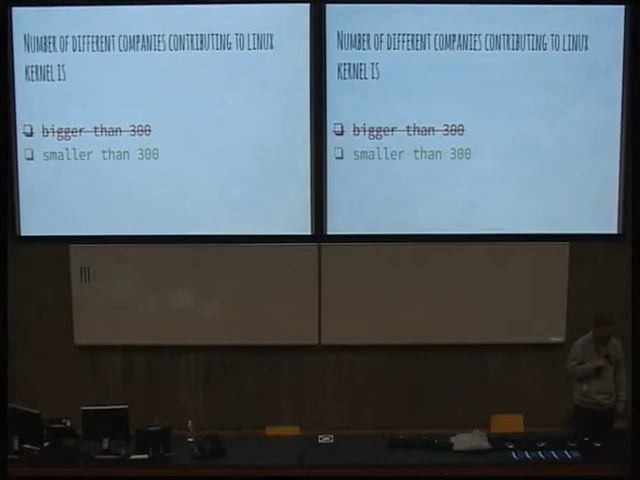 Number of different companies contributing to linux
kernel is
bigger than 300
smaller than 300
Number of different companies contributing to linux
kernel is
bigger than 300
smaller than 300